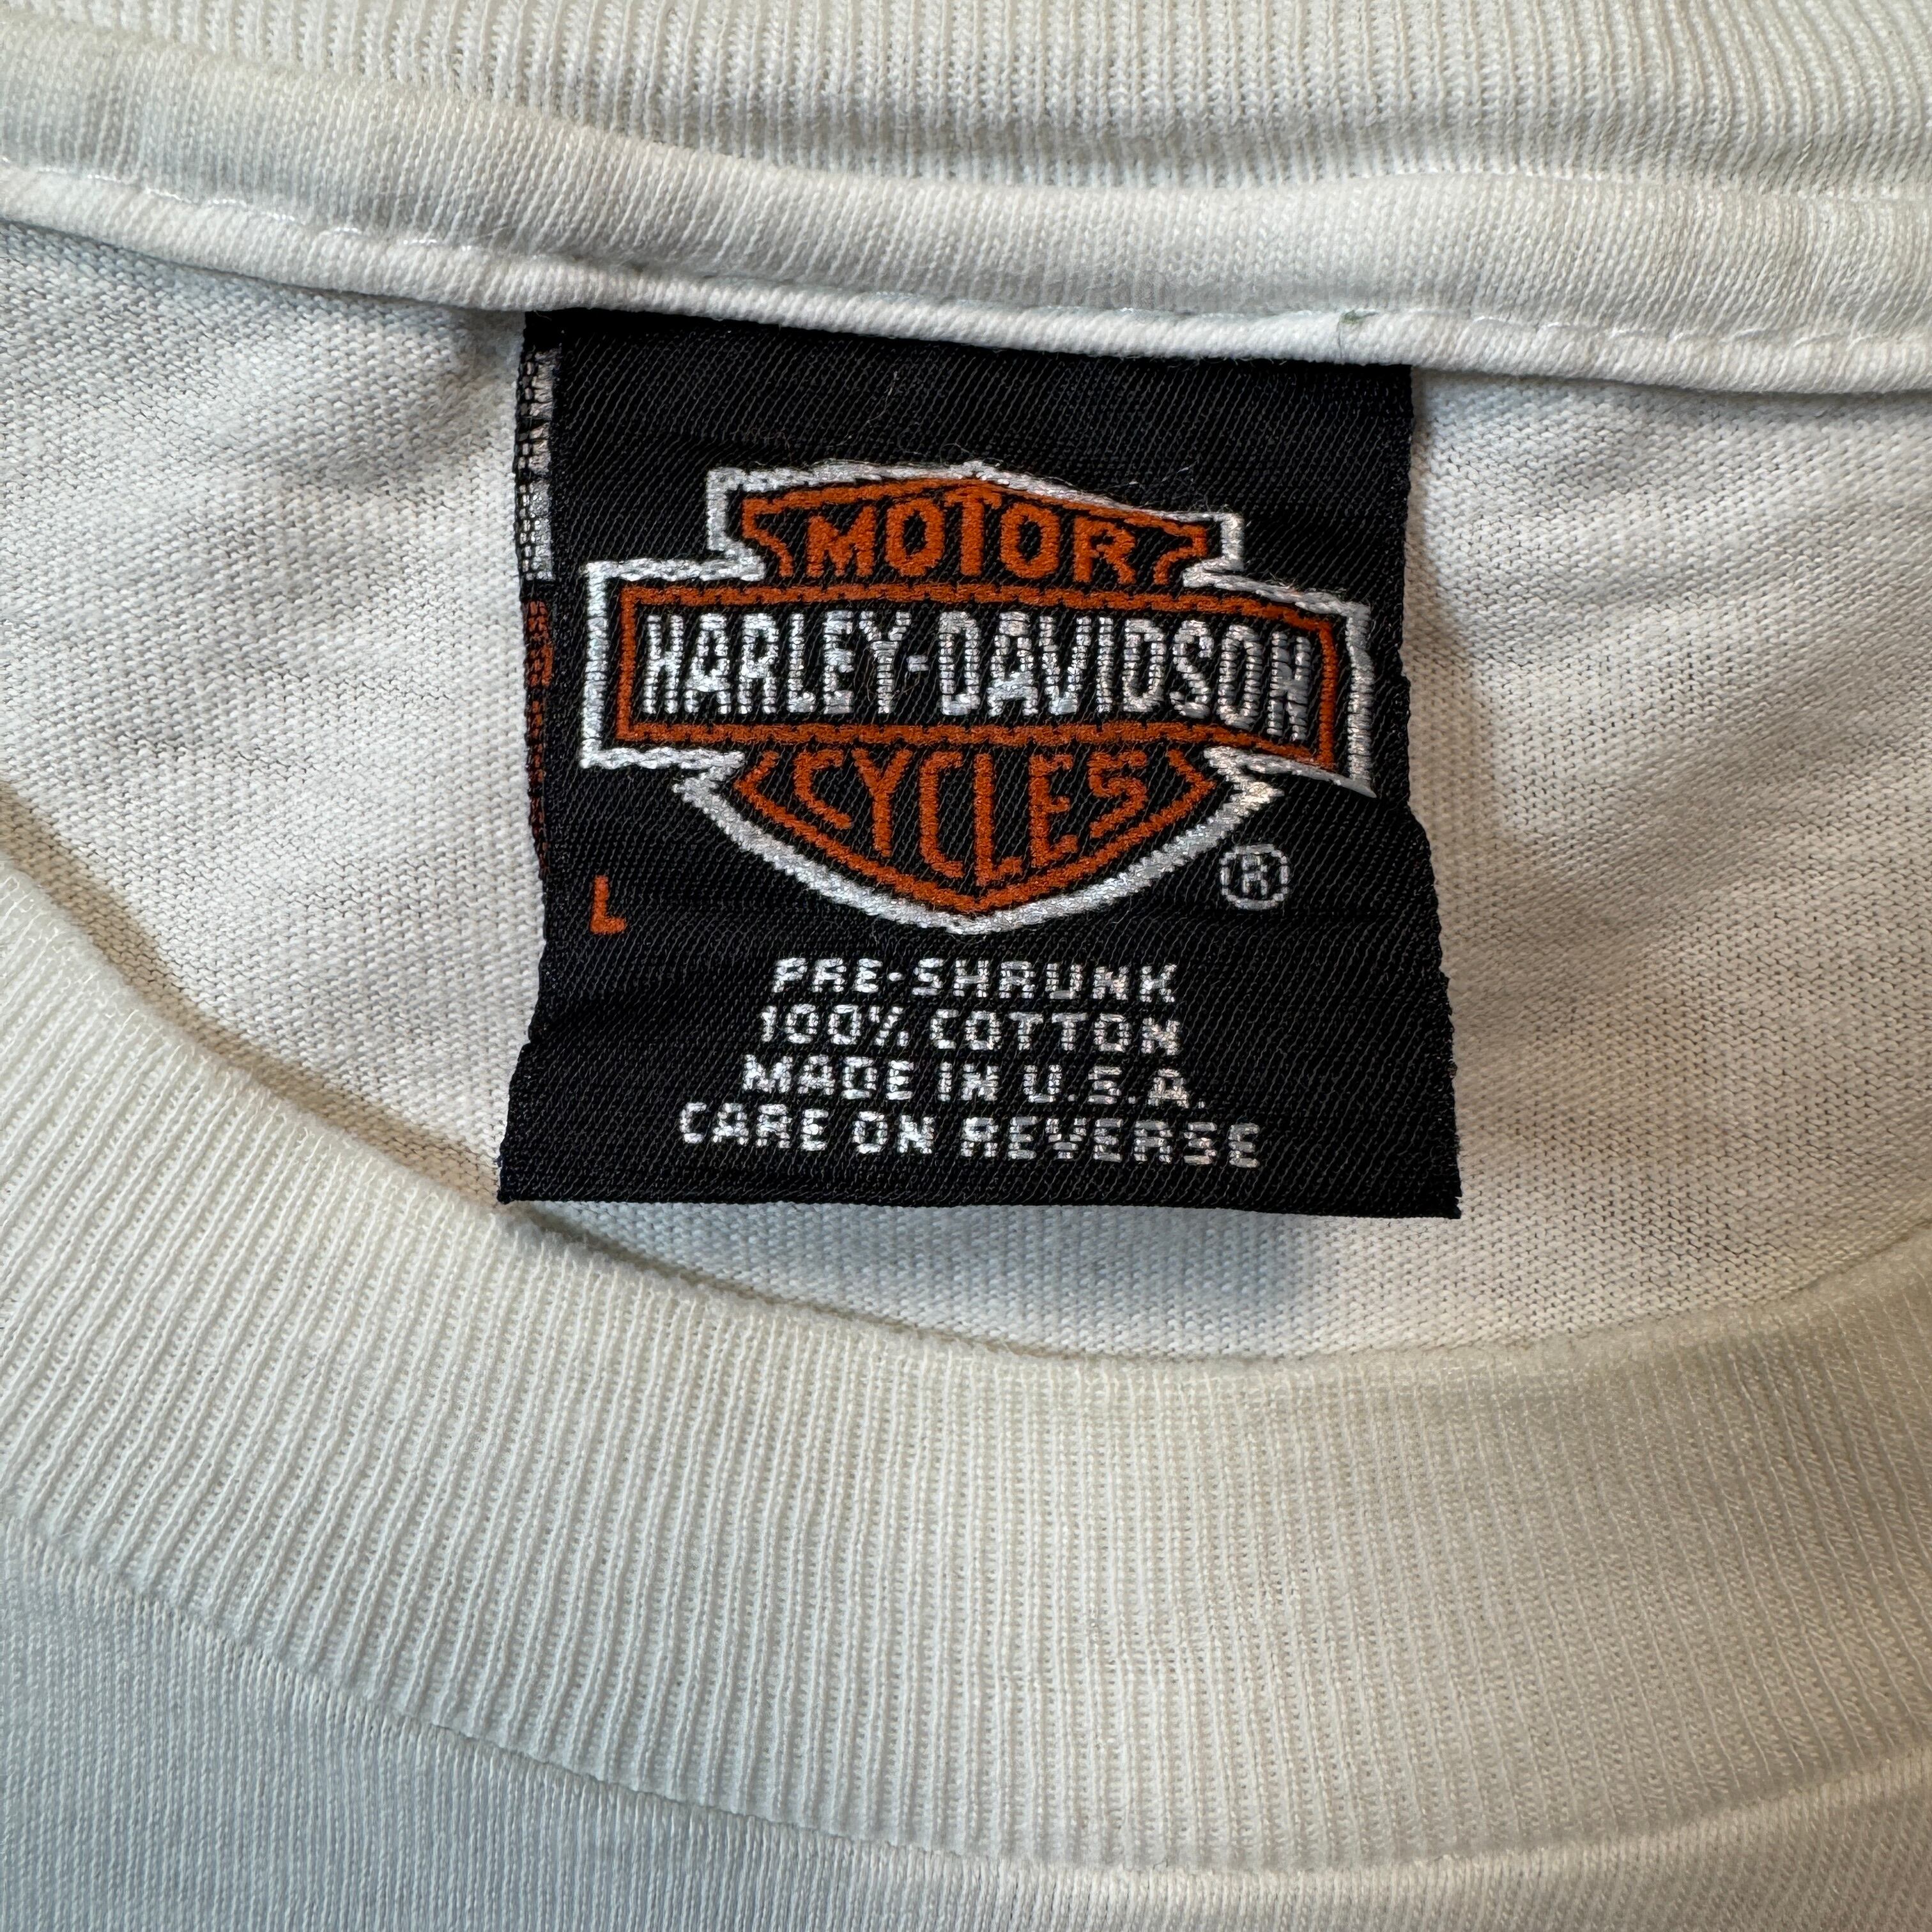 MOTOR
HARLEY-DAVIDSON
CYCLES
®
L
PRE-SHRUNK
100% COTTON
MADE IN U.S.A.
CARE ON REVERSE